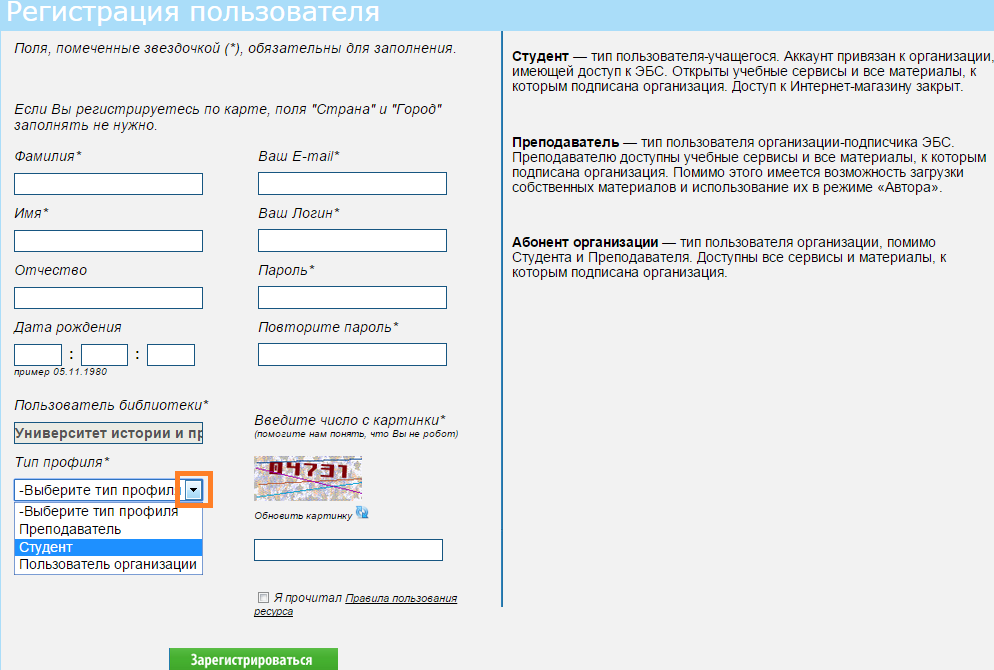 Регистрация пользователя
Поля, помеченные звездочкой (*), обязательны для заполнения.
Если Вы регистрируетесь по карте, поля "Страна" и "Город"
заполнять не нужно.
Фамилия*
Ваш E-mail*
Имя*
Ваш Логин*
Отчество
Пароль*
Дата рождения
Повторите пароль*
: :
пример 05.11.1980
Пользователь библиотеки*
Университет истории и пр
Введите число с картинки*
(помогите нам понять, что Вы не робот)
Тип профиля*
-Выберите тип профиля
04731
-Выберите тип профиля
Преподаватель
Студент
Пользователь организации
Обновить картинку
Я прочитал Правила пользования
ресурса
Зарегистрироваться
Студент — тип пользователя-учащегося. Аккаунт привязан к организации,
имеющей доступ к ЭБС. Открыты учебные сервисы и все материалы, к
которым подписана организация. Доступ к Интернет-магазину закрыт.
Преподаватель — тип пользователя организации-подписчика ЭБС.
Преподавателю доступны учебные сервисы и все материалы, к которым
подписана организация. Помимо этого имеется возможность загрузки
собственных материалов и использование их в режиме «Автора».
Абонент организации — тип пользователя организации, помимо
Студента и Преподавателя. Доступны все сервисы и материалы, к
которым подписана организация.